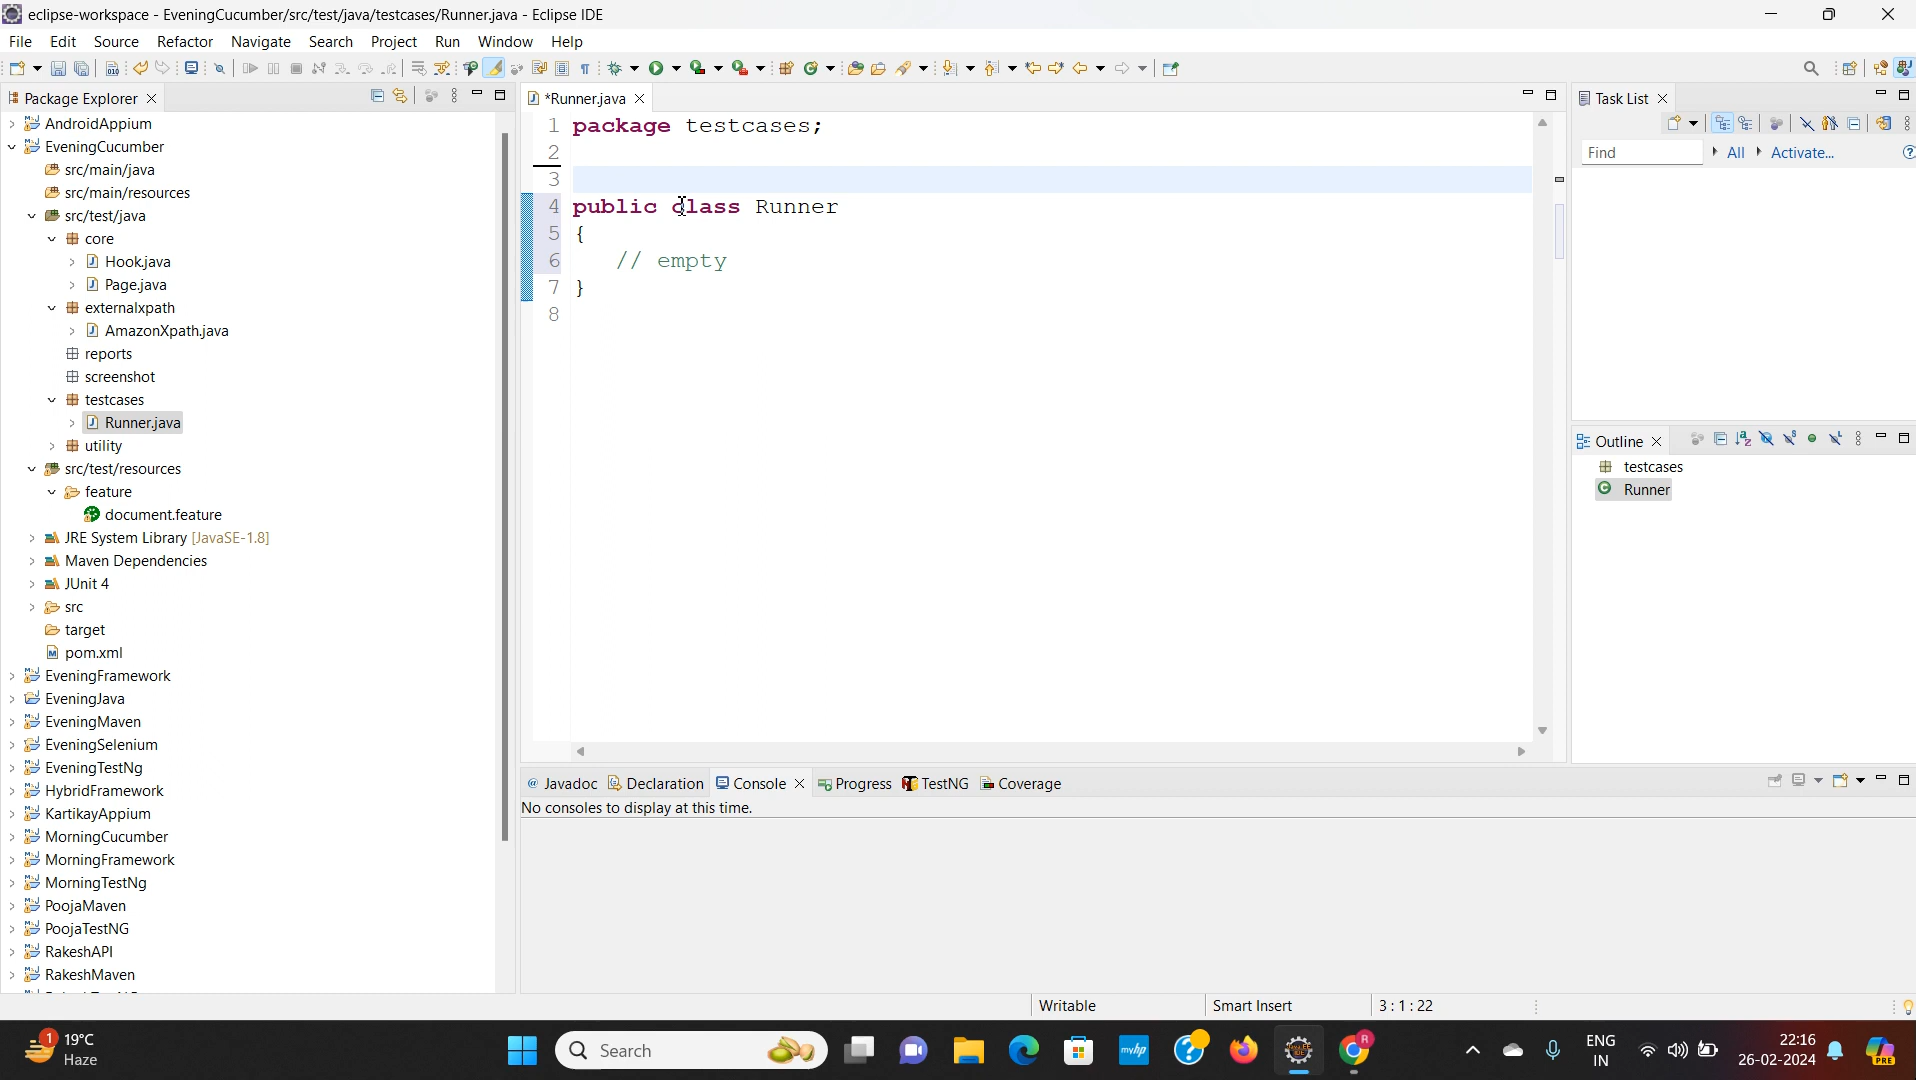 eclipse-workspace - EveningCucumber/src/test/java/testcases/Runner.java - Eclipse IDE
File Edit Source Refactor Navigate Search Project Run Window Help
Package Explorer
AndroidAppium
EveningCucumber
src/main/java
src/main/resources
src/test/java
core
Hook.java
Page.java
externalxpath
AmazonXpath.java
reports
screenshot
testcases
Runner.java
utility
src/test/resources
feature
document.feature
JRE System Library [JavaSE-1.8]
Maven Dependencies
JUnit 4
src
target
pom.xml
EveningFramework
EveningJava
EveningMaven
EveningSelenium
EveningTestNg
HybridFramework
KartikayAppium
MorningCucumber
MorningFramework
MorningTestNg
PoojaMaven
PoojaTestNG
RakeshAPI
RakeshMaven
*Runner.java
1 package testcases;
2
3
4 public class Runner
5 {
6 // empty
7 }
8
Task List
Find All Activate...
Outline
testcases
Runner
@ Javadoc Declaration Console Progress TestNG Coverage
No consoles to display at this time.
Writable Smart Insert 3 : 1 : 22
1 19°C
Haze
Search
myhp
R
ENG
IN
22:16
26-02-2024
PRE